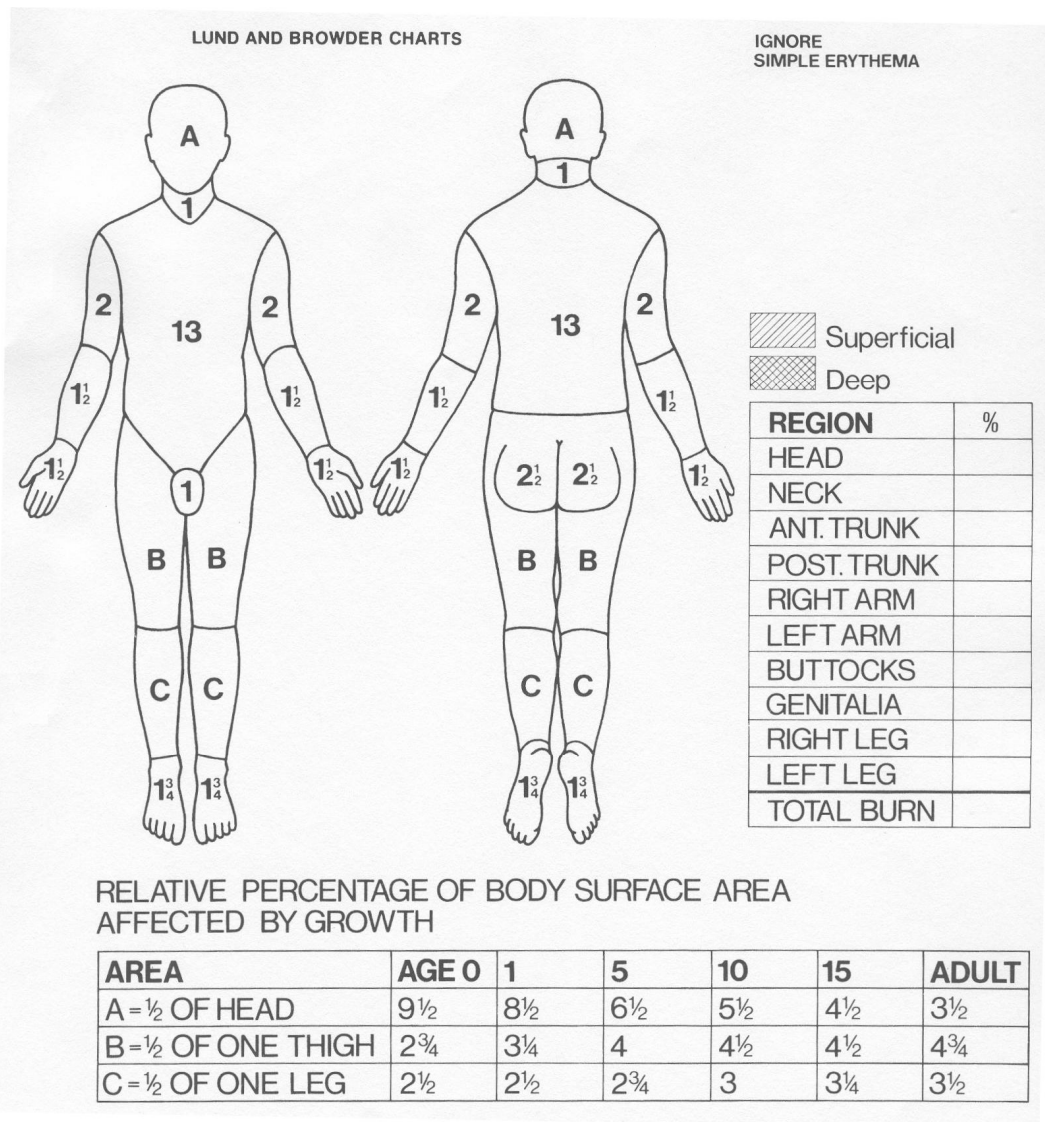 LUND AND BROWDER CHARTS
IGNORE
SIMPLE ERYTHEMA
A
1
2
13
2
1½
1½
1½
1½
1
B
B
C
C
1¾
1¾
A
1
2
13
2
1½
1½
1½
1½
2½
2½
B
B
C
C
1¾
1¾
Superficial
Deep
REGION %
HEAD
NECK
ANT. TRUNK
POST. TRUNK
RIGHT ARM
LEFT ARM
BUTTOCKS
GENITALIA
RIGHT LEG
LEFT LEG
TOTAL BURN
RELATIVE PERCENTAGE OF BODY SURFACE AREA
AFFECTED BY GROWTH
AREA AGE 0 1 5 10 15 ADULT
A = ½ OF HEAD 9½ 8½ 6½ 5½ 4½ 3½
B = ½ OF ONE THIGH 2¾ 3¼ 4 4½ 4½ 4¾
C = ½ OF ONE LEG 2½ 2½ 2¾ 3 3¼ 3½